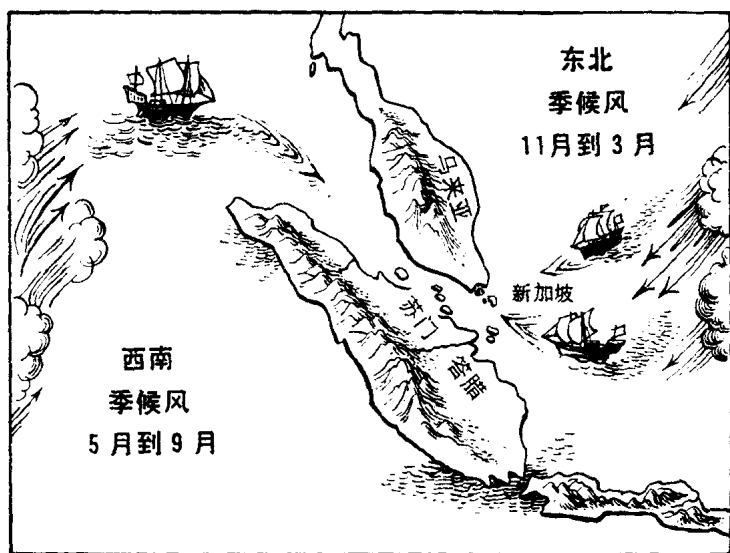 东北
季候风
11月到3月
马来亚
新加坡
苏门
答腊
西南
季候风
5月到9月